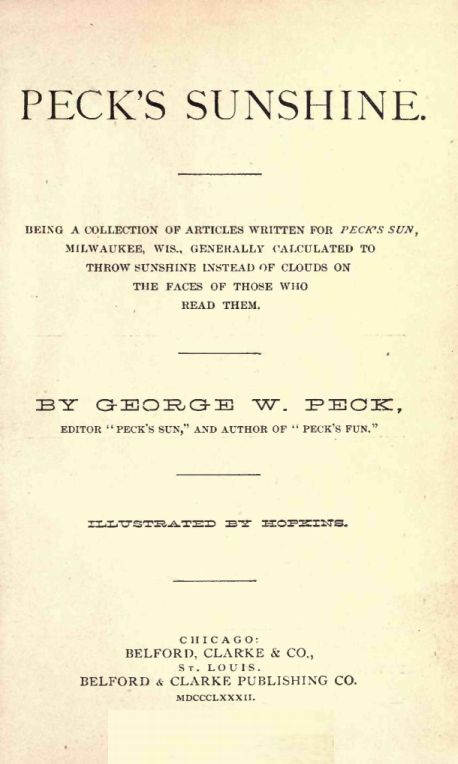 PECK'S SUNSHINE.
BEING A COLLECTION OF ARTICLES WRITTEN FOR PECK'S SUN,
MILWAUKEE, WIS., GENERALLY CALCULATED TO
THROW SUNSHINE INSTEAD OF CLOUDS ON
THE FACES OF THOSE WHO
READ THEM.
BY GEORGE W. PECK,
EDITOR "PECK'S SUN," AND AUTHOR OF "PECK'S FUN."
ILLUSTRATED BY HOPKINS.
CHICAGO:
BELFORD, CLARKE & CO.,
ST. LOUIS.
BELFORD & CLARKE PUBLISHING CO.
MDCCCLXXXII.